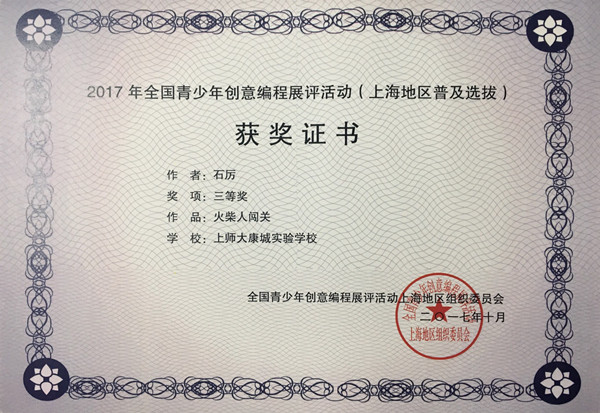 2017年全国青少年创意编程展评活动（上海地区普及选拔）
获奖证书
作者：石厉
奖项：三等奖
作品：火柴人闯关
学校：上师大康城实验学校
全国青少年创意编程展评活动上海地区组织委员会
二〇一七年十月
上海地区组织委员会